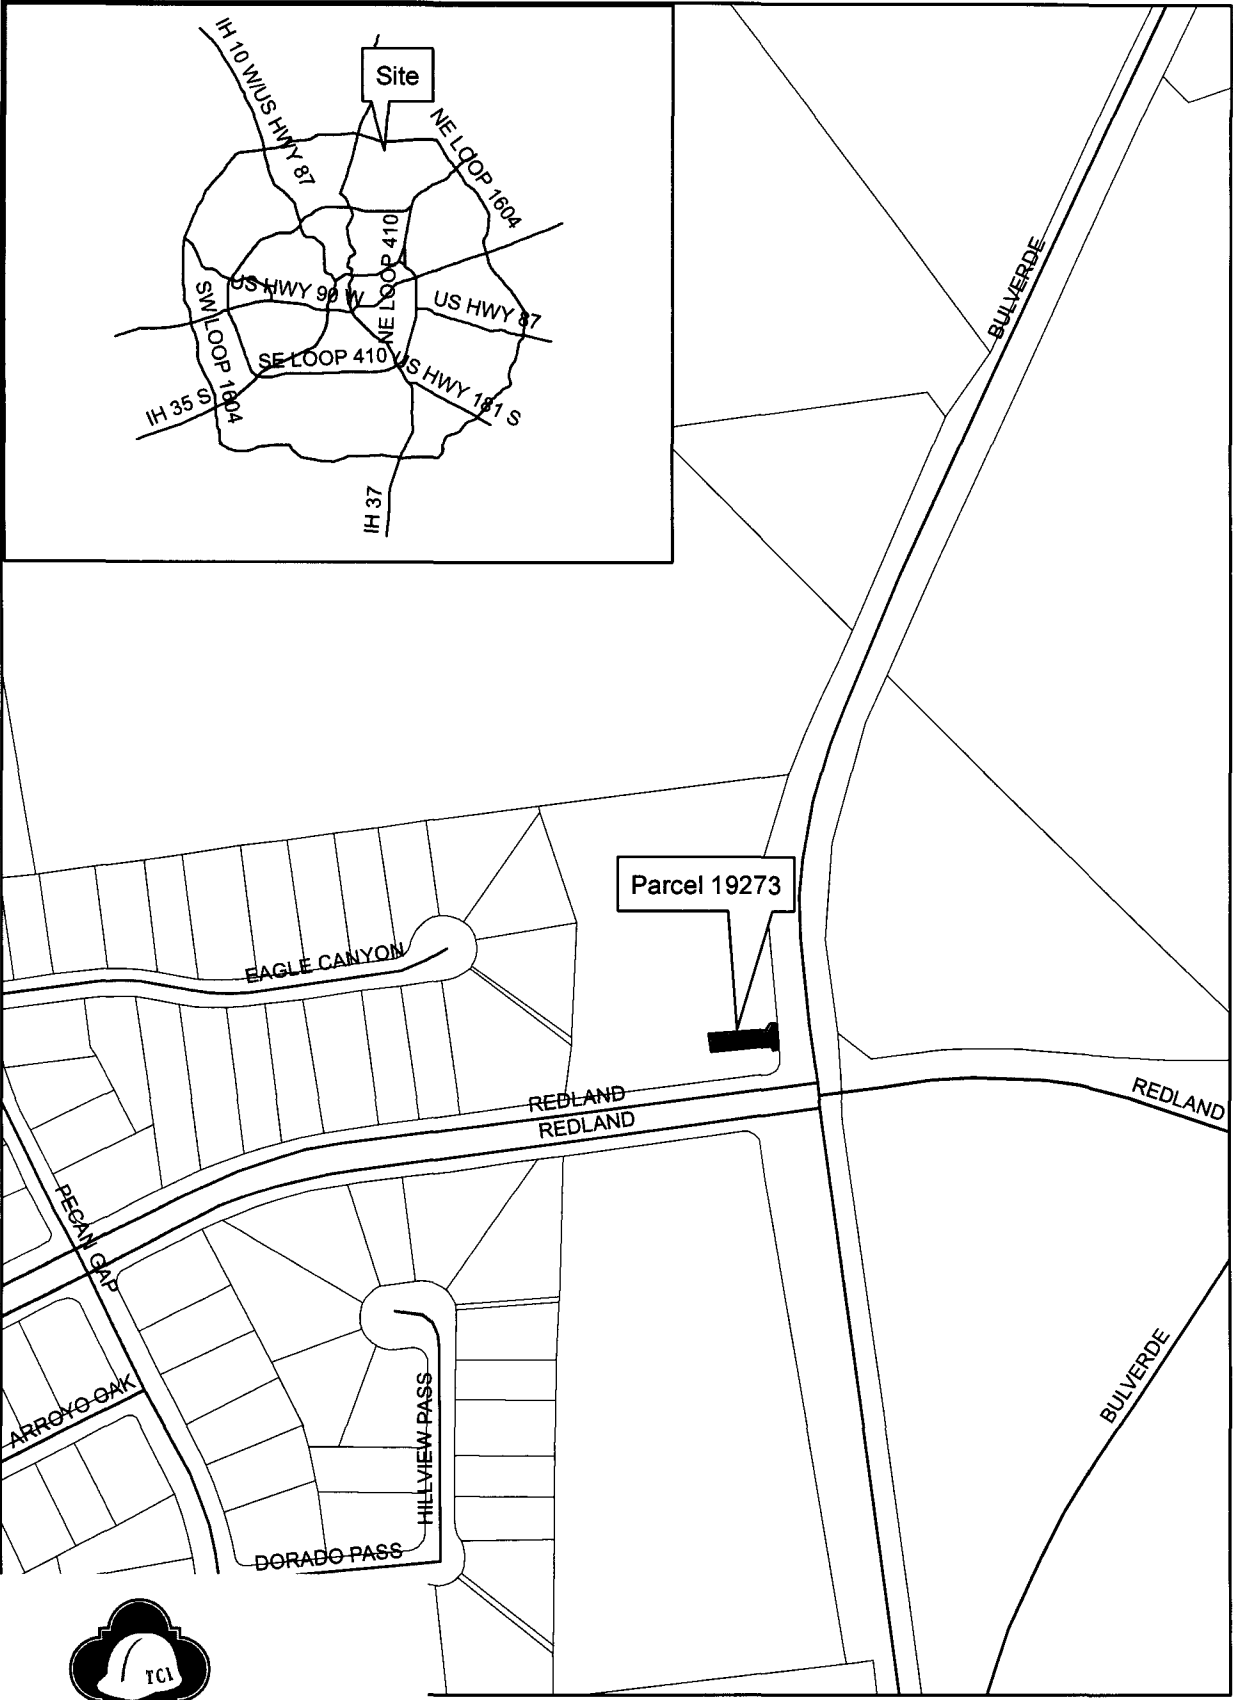 IH 10 W/US HWY 87
Site
NE LOOP 1604
NE LOOP 410
US HWY 90 W
US HWY 87
SW LOOP 1604
SE LOOP 410
US HWY 181 S
IH 35 S
IH 37
BULVERDE
Parcel 19273
EAGLE CANYON
REDLAND
REDLAND
REDLAND
PECAN GAP
ARROYO OAK
HILLVIEW PASS
BULVERDE
DORADO PASS
TCI